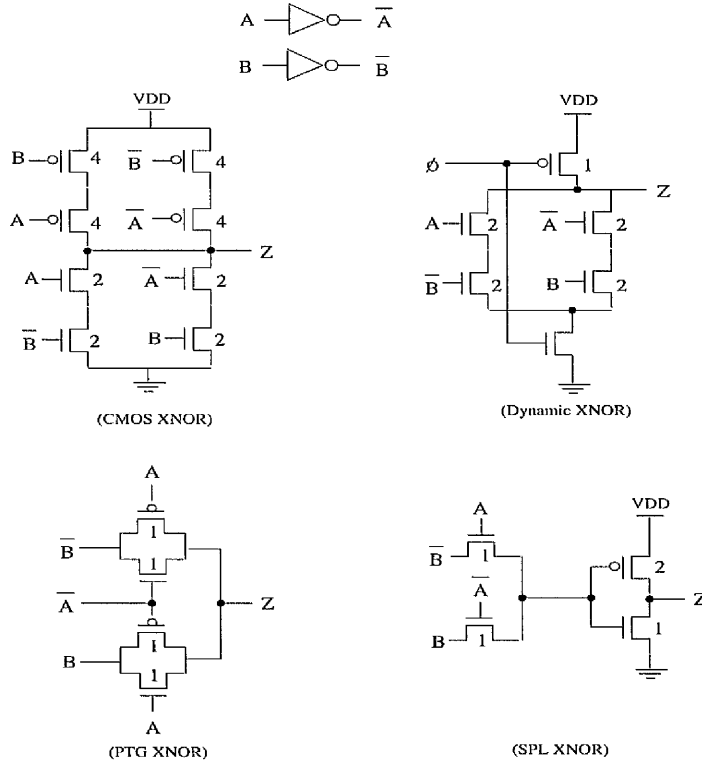 A A̅
B B̅
VDD
B 4 B̅ 4
A 4 A̅ 4
Z
A 2 A̅ 2
B̅ 2 B 2
(CMOS XNOR)
VDD
ø 1
Z
A 2 A̅ 2
B̅ 2 B 2
(Dynamic XNOR)
A
B̅ 1
1
A̅ Z
B 1
1
A
(PTG XNOR)
VDD
A
B̅ 1 2
A̅ Z
B 1 1
(SPL XNOR)